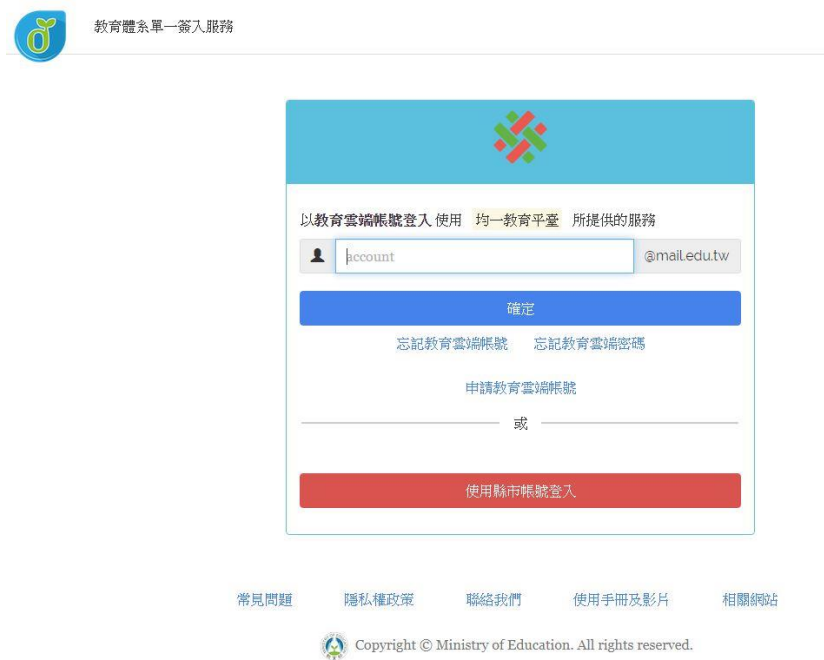 教育體系單一簽入服務
以教育雲端帳號登入使用 均一教育平臺 所提供的服務
account @mail.edu.tw
確定
忘記教育雲端帳號 忘記教育雲端密碼
申請教育雲端帳號
或
使用縣市帳號登入
常見問題 隱私權政策 聯絡我們 使用手冊及影片 相關網站
Copyright © Ministry of Education. All rights reserved.